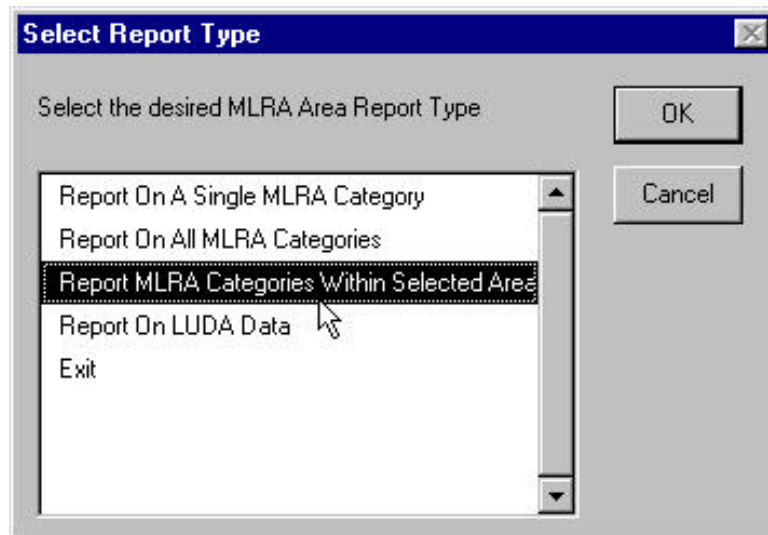 Select Report Type
Select the desired MLRA Area Report Type
OK
Cancel
Report On A Single MLRA Category
Report On All MLRA Categories
Report MLRA Categories Within Selected Area
Report On LUDA Data
Exit